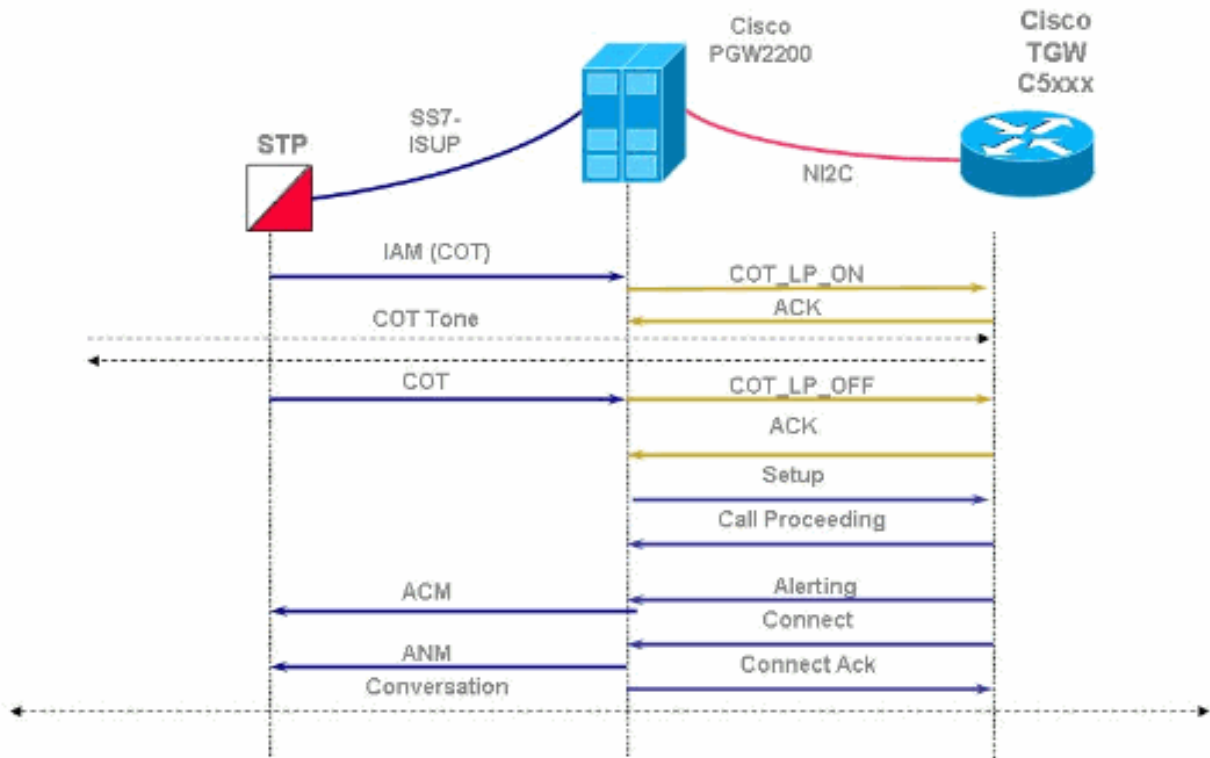 Cisco
PGW2200
Cisco
TGW
C5xxx
SS7-
ISUP
STP
NI2C
IAM (COT)
COT_LP_ON
ACK
COT Tone
COT
COT_LP_OFF
ACK
Setup
Call Proceeding
Alerting
ACM
Connect
ANM
Connect Ack
Conversation